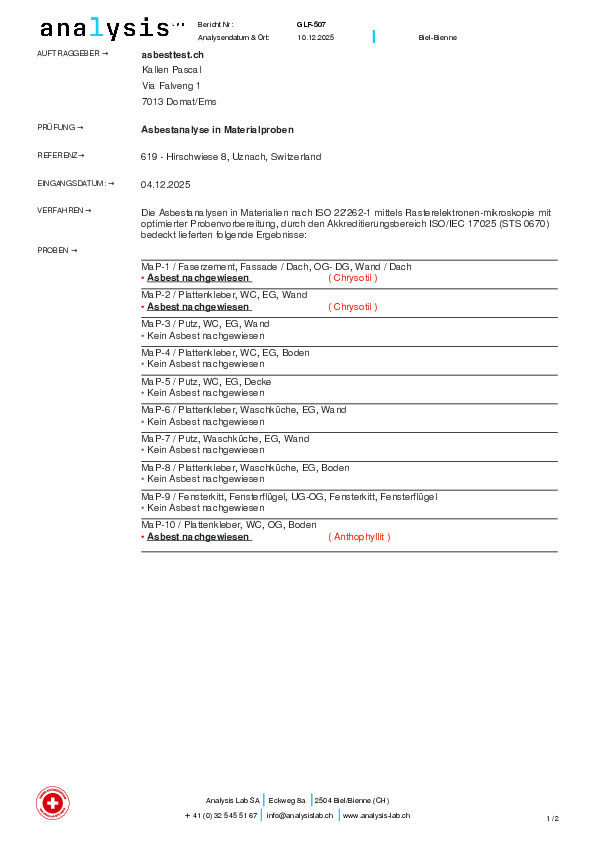 analysis
Bericht Nr: GLF-507
Analysendatum & Ort: 10.12.2025 Biel-Bienne
AUFTRAGGEBER → asbesttest.ch
Kallen Pascal
Via Falveng 1
7013 Domat/Ems
PRÜFUNG → Asbestanalyse in Materialproben
REFERENZ → 619 - Hirschwiese 8, Uznach, Switzerland
EINGANGSDATUM: → 04.12.2025
VERFAHREN → Die Asbestanalysen in Materialien nach ISO 22'262-1 mittels Rasterelektronen-mikroskopie mit
optimierter Probenvorbereitung, durch den Akkreditierungsbereich ISO/IEC 17'025 (STS 0670)
bedeckt lieferten folgende Ergebnisse:
PROBEN →
MaP-1 / Faserzement, Fassade / Dach, OG- DG, Wand / Dach
• Asbest nachgewiesen ( Chrysotil )
MaP-2 / Plattenkleber, WC, EG, Wand
• Asbest nachgewiesen ( Chrysotil )
MaP-3 / Putz, WC, EG, Wand
• Kein Asbest nachgewiesen
MaP-4 / Plattenkleber, WC, EG, Boden
• Kein Asbest nachgewiesen
MaP-5 / Putz, WC, EG, Decke
• Kein Asbest nachgewiesen
MaP-6 / Plattenkleber, Waschküche, EG, Wand
• Kein Asbest nachgewiesen
MaP-7 / Putz, Waschküche, EG, Wand
• Kein Asbest nachgewiesen
MaP-8 / Plattenkleber, Waschküche, EG, Boden
• Kein Asbest nachgewiesen
MaP-9 / Fensterkitt, Fensterflügel, UG-OG, Fensterkitt, Fensterflügel
• Kein Asbest nachgewiesen
MaP-10 / Plattenkleber, WC, OG, Boden
• Asbest nachgewiesen ( Anthophyllit )
Analysis Lab SA | Eckweg 8a | 2504 Biel/Bienne (CH)
+ 41 (0) 32 545 51 67 | info@analysislab.ch | www.analysis-lab.ch
1 / 2